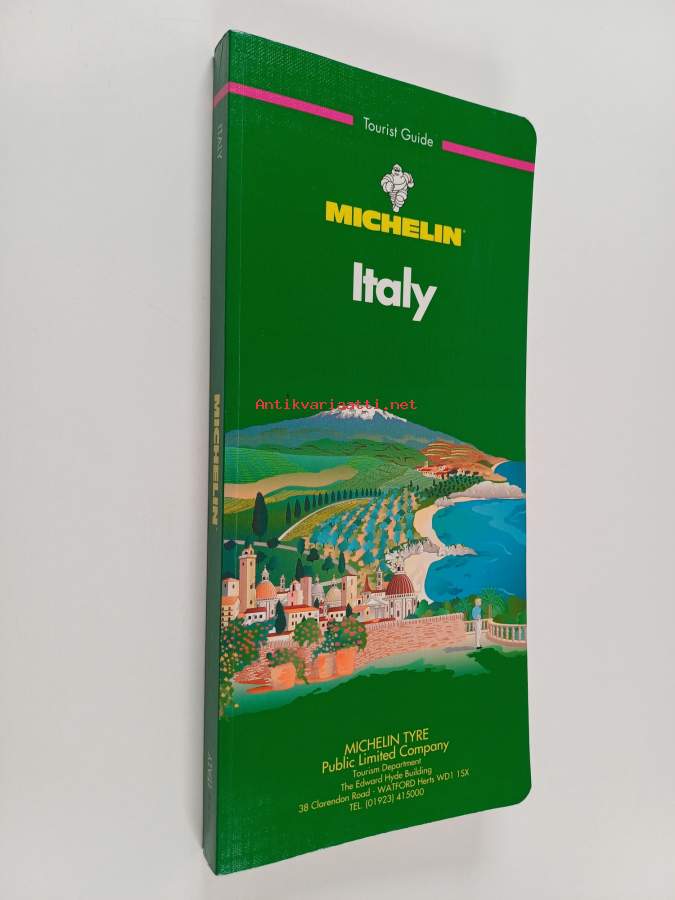 Tourist Guide
MICHELIN
Italy
Antikvariaatti.net
MICHELIN TYRE
Public Limited Company
Tourism Department
The Edward Hyde Building
38 Clarendon Road - WATFORD Herts WD1 1SX
TEL. (01923) 415000
ITALY
MICHELIN
ITALY